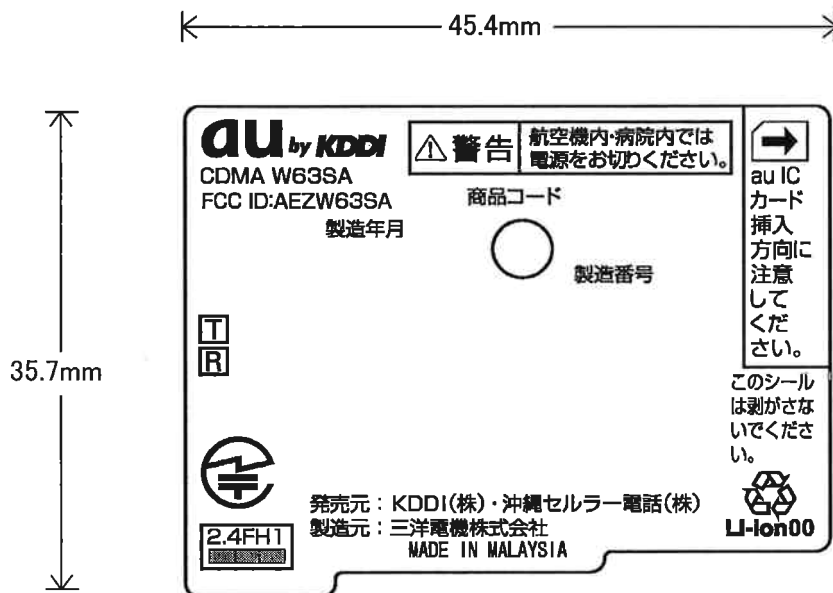 45.4mm
35.7mm
au by KDDI
CDMA W63SA
FCC ID:AEZW63SA
製造年月
⚠ 警告
航空機内・病院内では
電源をお切りください。
商品コード
製造番号
au IC
カード
挿入
方向に
注意
して
くだ
さい。
このシール
は剥がさな
いでくださ
い。
T
R
2.4FH1
発売元：KDDI(株)・沖縄セルラー電話(株)
製造元：三洋電機株式会社
MADE IN MALAYSIA
Li-ion00